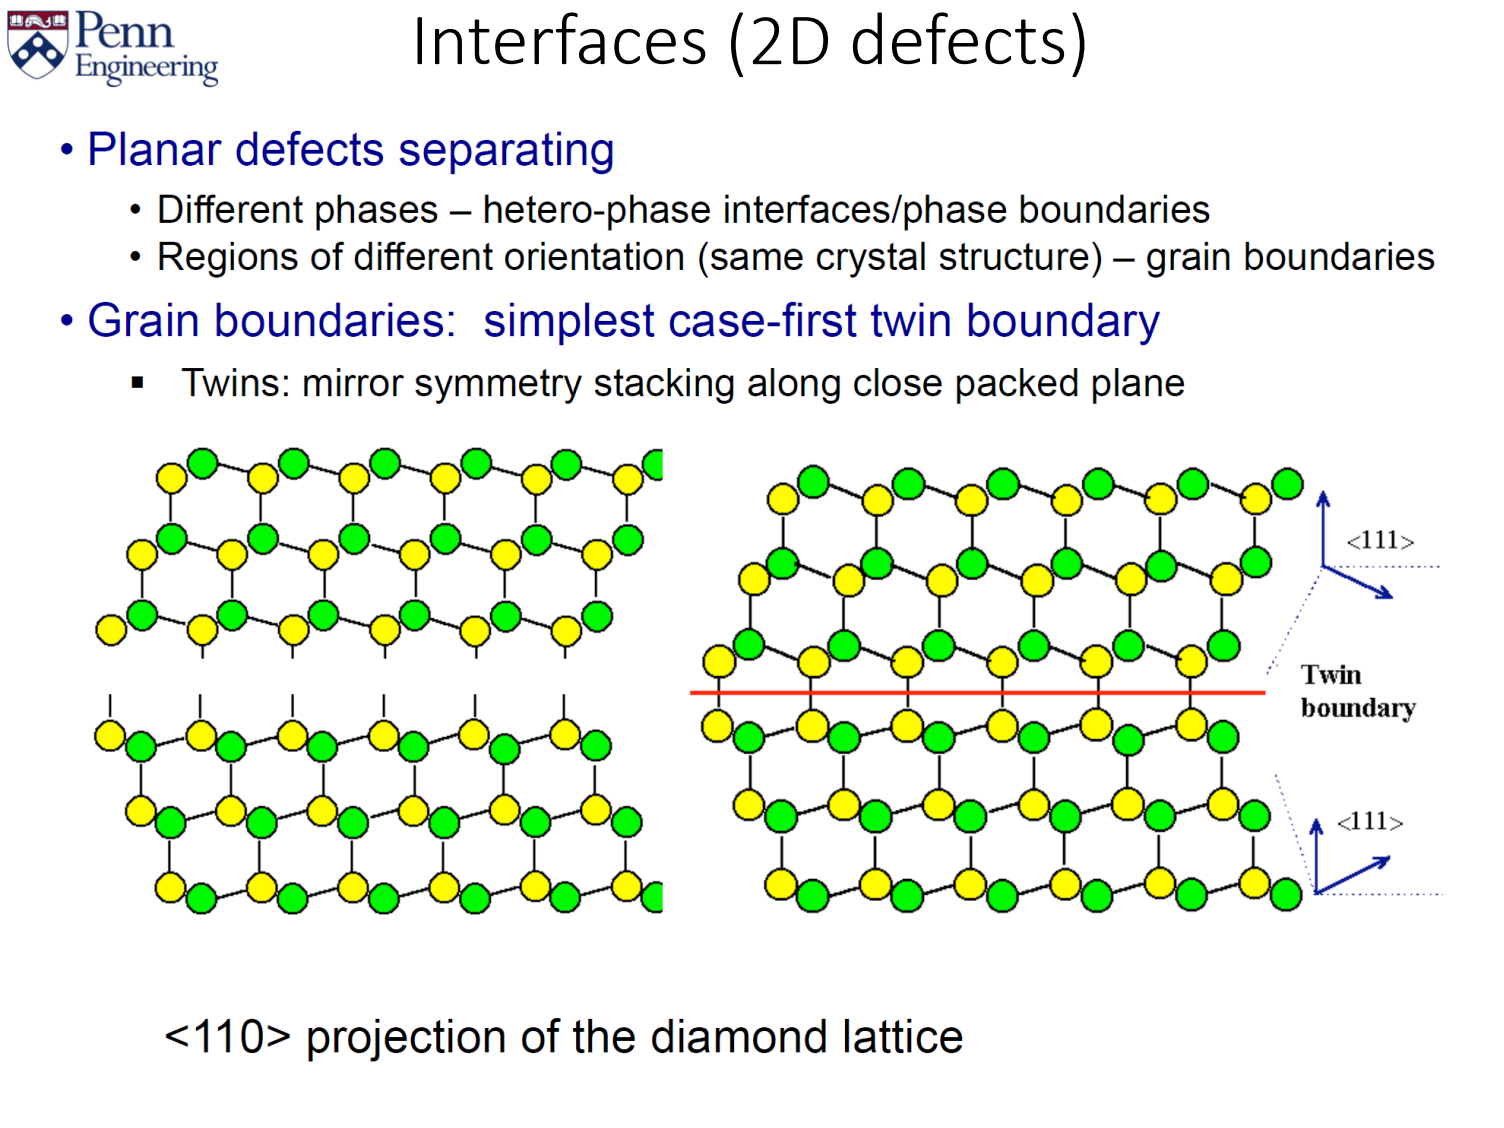 Penn
Engineering
Interfaces (2D defects)
• Planar defects separating
• Different phases – hetero-phase interfaces/phase boundaries
• Regions of different orientation (same crystal structure) – grain boundaries
• Grain boundaries: simplest case-first twin boundary
▪ Twins: mirror symmetry stacking along close packed plane
<111>
Twin
boundary
<111>
<110> projection of the diamond lattice